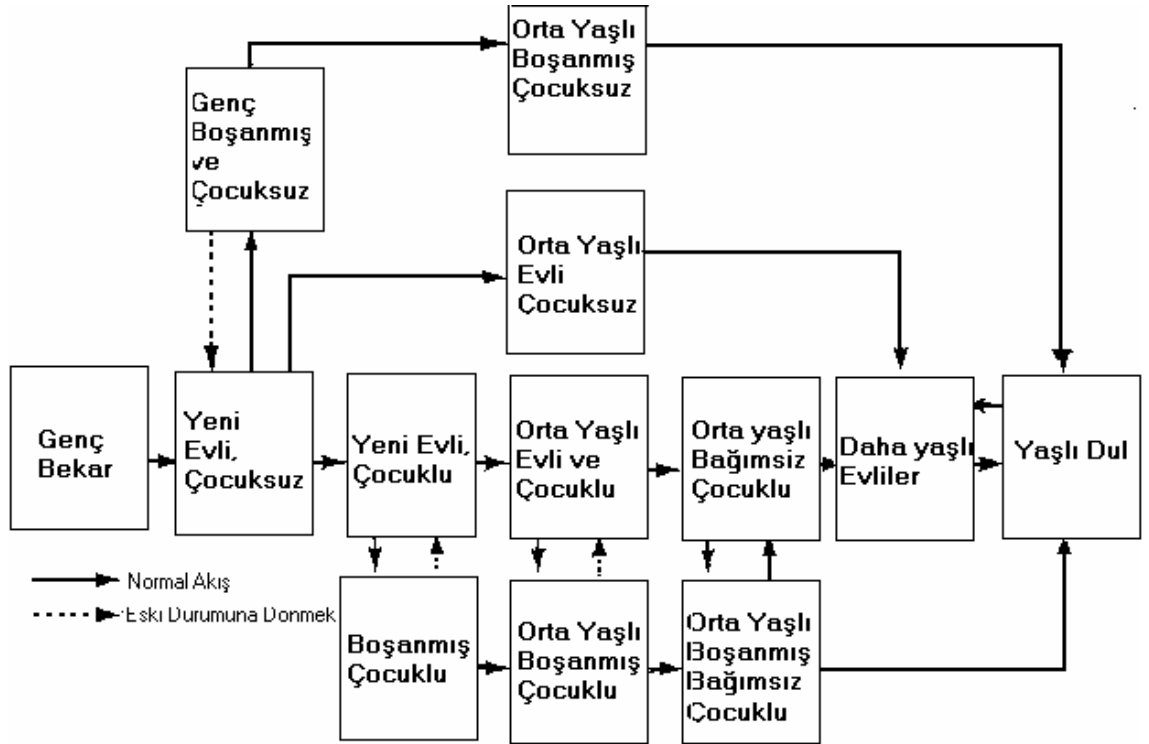 Orta Yaşlı
Boşanmış
Çocuksuz
Genç
Boşanmış
ve
Çocuksuz
Orta Yaşlı
Evli
Çocuksuz
Genç
Bekar
Yeni
Evli,
Çocuksuz
Yeni Evli,
Çocuklu
Orta Yaşlı
Evli ve
Çocuklu
Orta yaşlı
Bağımsiz
Çocuklu
Daha yaşlı
Evliler
Yaşlı Dul
Normal Akış
Eski Durumuna Donmek
Boşanmış
Çocuklu
Orta Yaşlı
Boşanmış
Çocuklu
Orta Yaşlı
Boşanmış
Bağımsız
Çocuklu